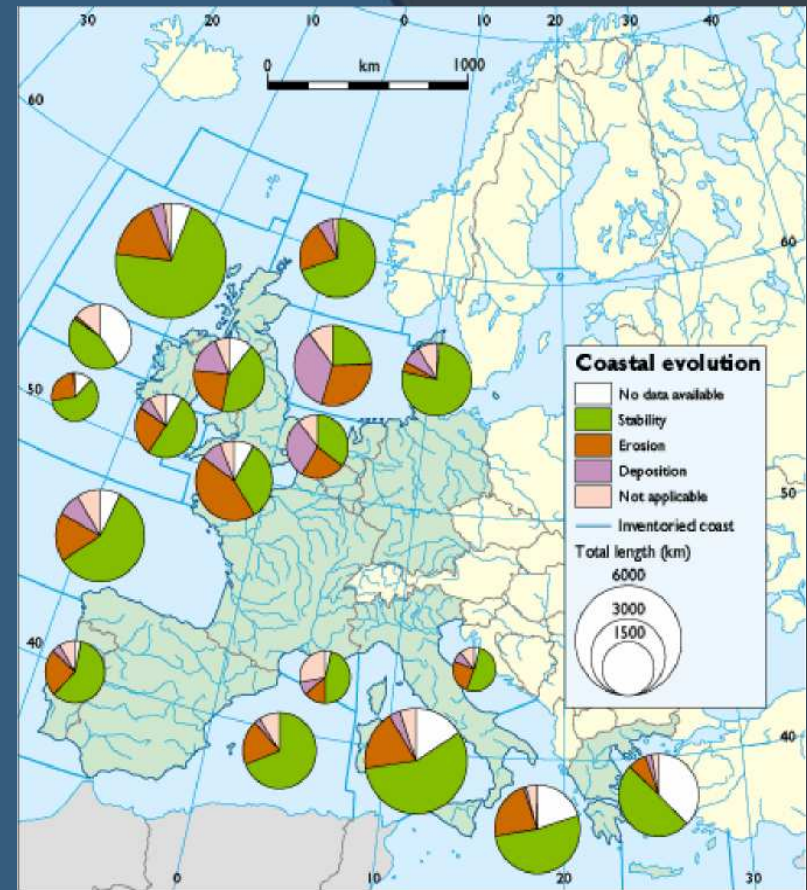 30
20
10
0
10
20
30
40
0 km 1000
60
60
50
50
40
40
0
10
20
30
Coastal evolution
No data available
Stability
Erosion
Deposition
Not applicable
Inventoried coast
Total length (km)
6000
3000
1500